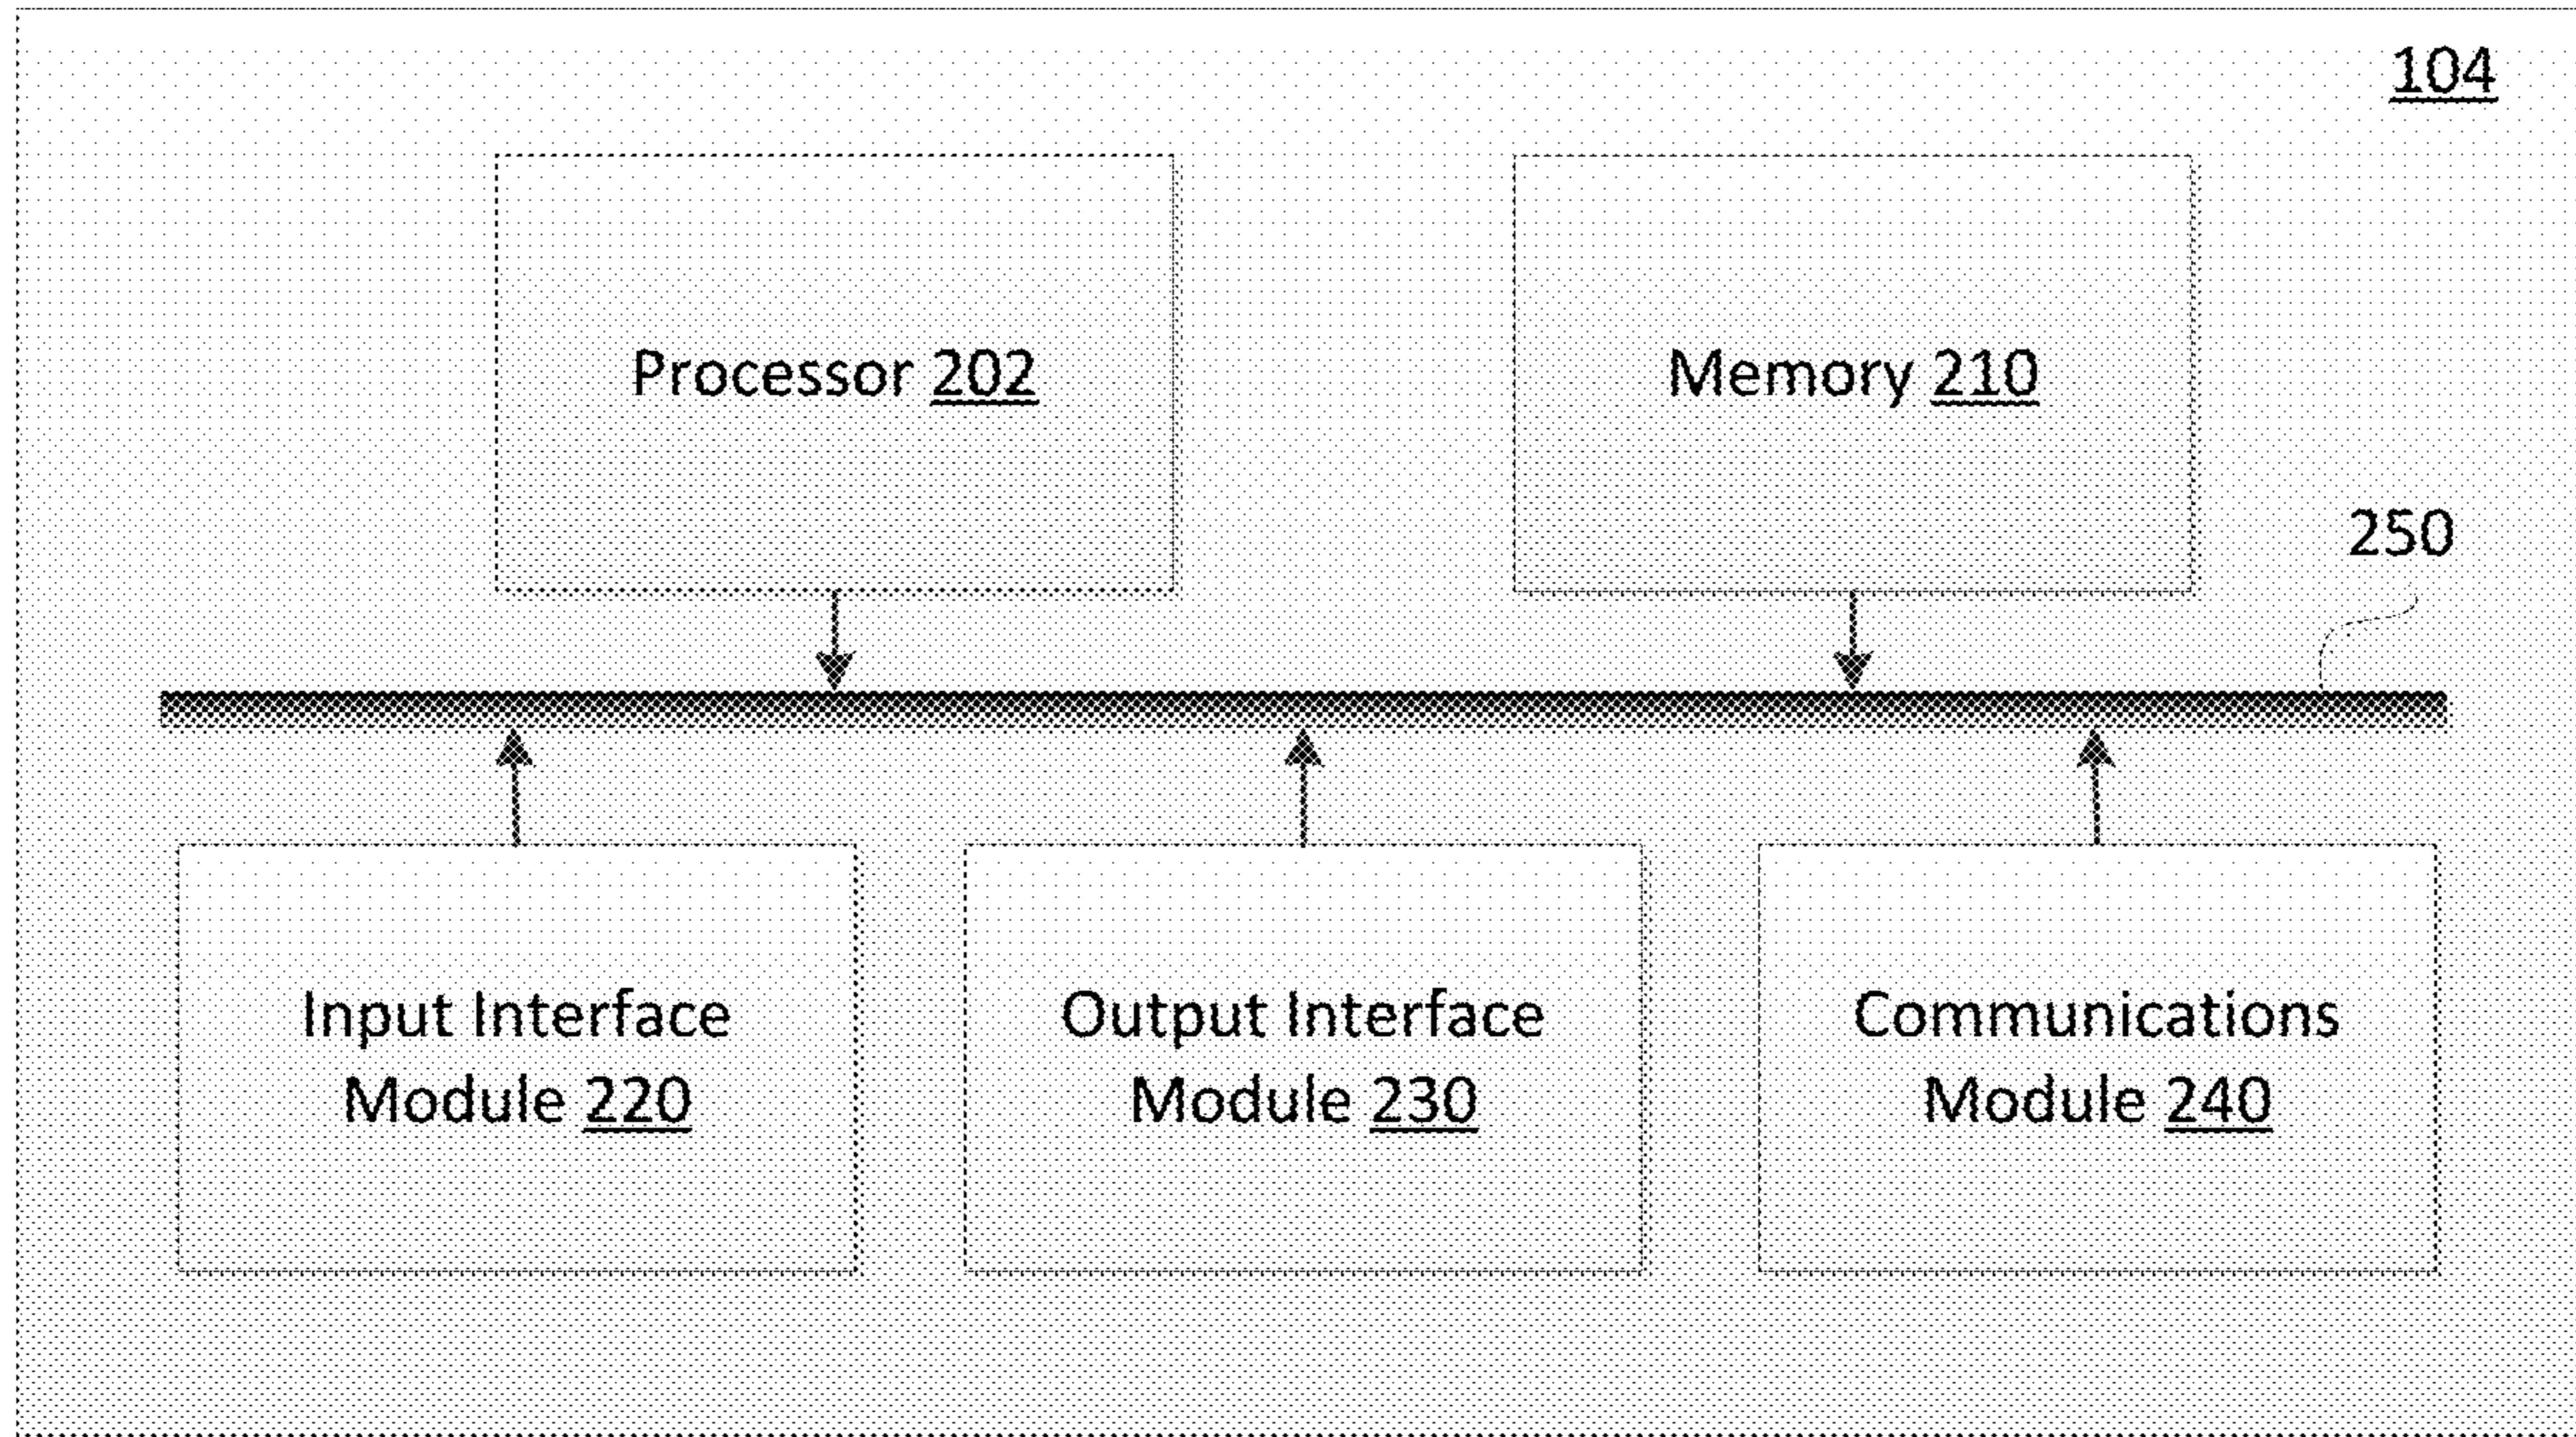 104
Processor 202
Memory 210
250
Input Interface
Module 220
Output Interface
Module 230
Communications
Module 240